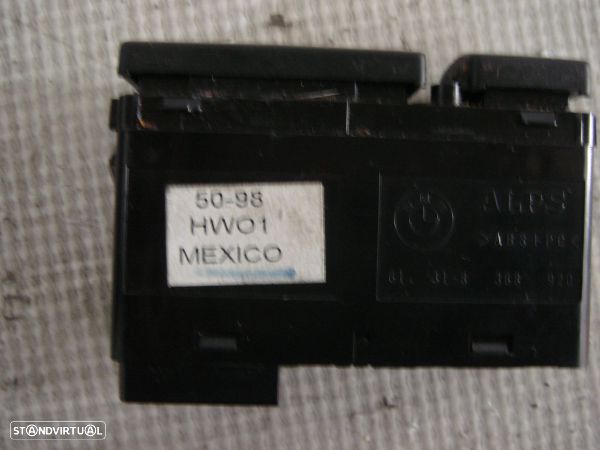 50-98
HW01
MEXICO
ALPS
61. 31-8 368 920
STANDVIRTUAL